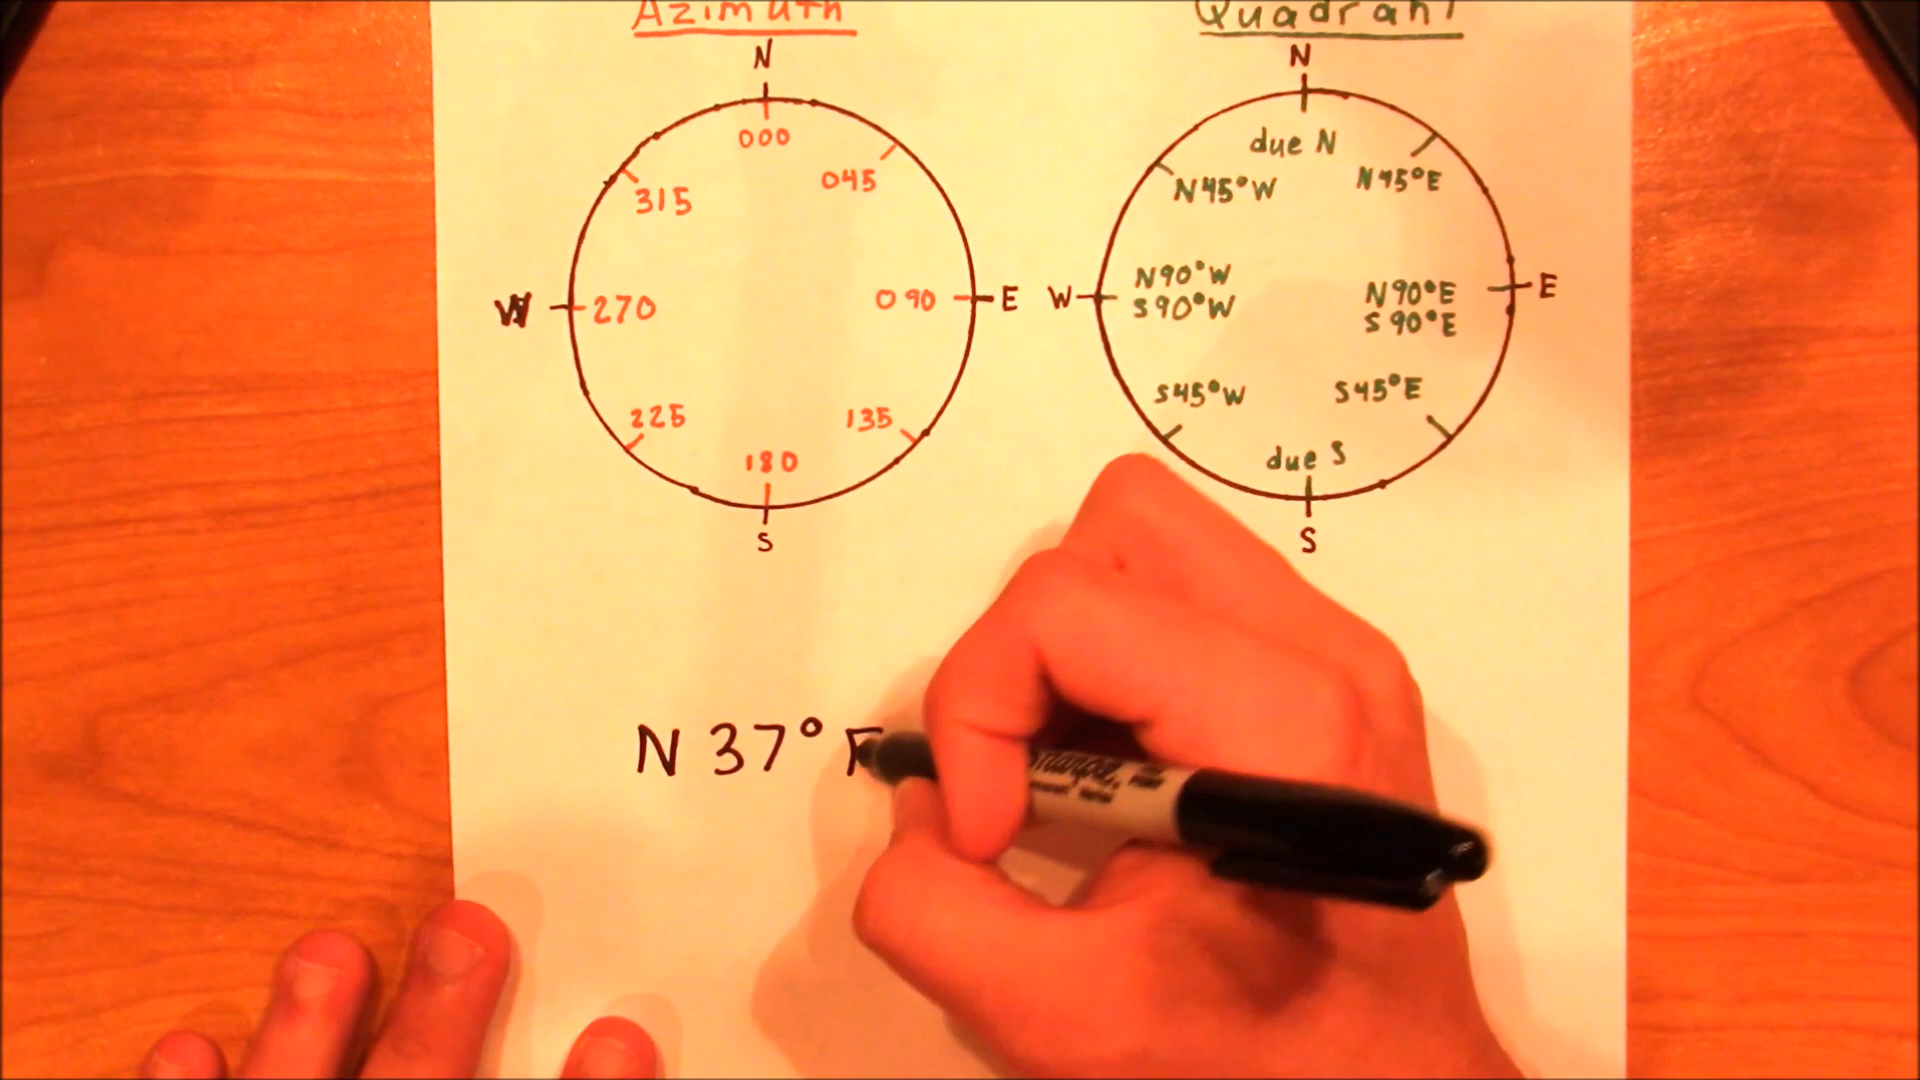 Azimuth
N
000
045
315
W
270
090
E
225
135
180
S
Quadrant
N
due N
N45°W
N45°E
W
N90°W
S90°W
N90°E
S90°E
E
S45°W
S45°E
due S
S
N 37°